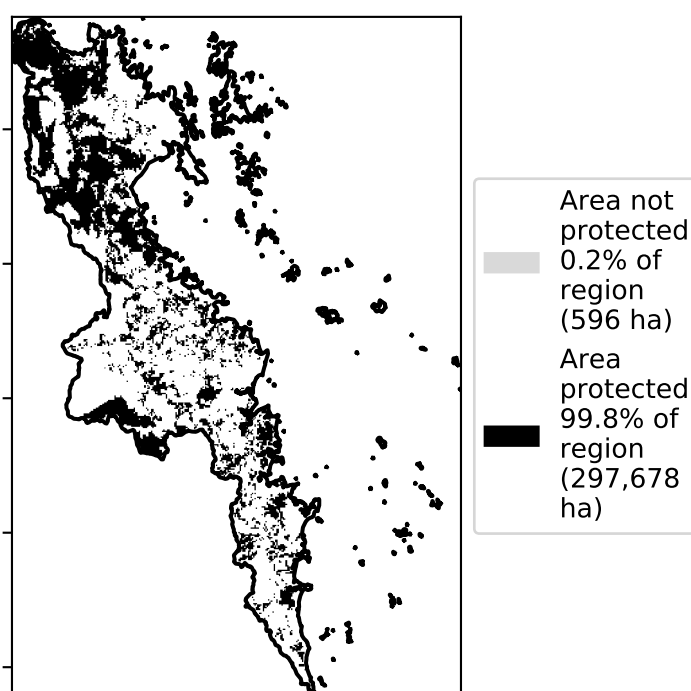 Area not
protected
0.2% of
region
(596 ha)
Area
protected
99.8% of
region
(297,678
ha)